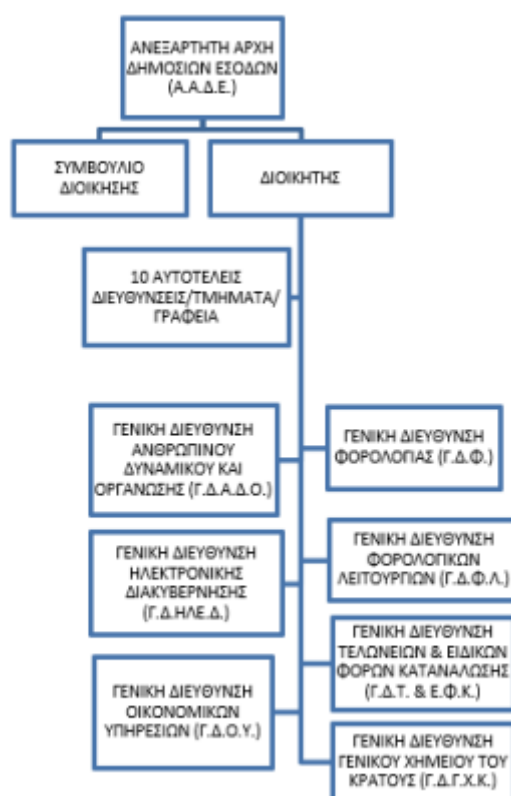 ΑΝΕΞΑΡΤΗΤΗ ΑΡΧΗ
ΔΗΜΟΣΙΩΝ ΕΣΟΔΩΝ
(Α.Α.Δ.Ε.)
ΣΥΜΒΟΥΛΙΟ
ΔΙΟΙΚΗΣΗΣ
ΔΙΟΙΚΗΤΗΣ
10 ΑΥΤΟΤΕΛΕΙΣ
ΔΙΕΥΘΥΝΣΕΙΣ/ΤΜΗΜΑΤΑ/
ΓΡΑΦΕΙΑ
ΓΕΝΙΚΗ ΔΙΕΥΘΥΝΣΗ
ΑΝΘΡΩΠΙΝΟΥ
ΔΥΝΑΜΙΚΟΥ ΚΑΙ
ΟΡΓΑΝΩΣΗΣ (Γ.Δ.Α.Δ.Ο.)
ΓΕΝΙΚΗ ΔΙΕΥΘΥΝΣΗ
ΦΟΡΟΛΟΓΙΑΣ (Γ.Δ.Φ.)
ΓΕΝΙΚΗ ΔΙΕΥΘΥΝΣΗ
ΗΛΕΚΤΡΟΝΙΚΗΣ
ΔΙΑΚΥΒΕΡΝΗΣΗΣ
(Γ.Δ.ΗΛΕ.Δ.)
ΓΕΝΙΚΗ ΔΙΕΥΘΥΝΣΗ
ΦΟΡΟΛΟΓΙΚΩΝ
ΛΕΙΤΟΥΡΓΙΩΝ (Γ.Δ.Φ.Λ.)
ΓΕΝΙΚΗ ΔΙΕΥΘΥΝΣΗ
ΟΙΚΟΝΟΜΙΚΩΝ
ΥΠΗΡΕΣΙΩΝ (Γ.Δ.Ο.Υ.)
ΓΕΝΙΚΗ ΔΙΕΥΘΥΝΣΗ
ΤΕΛΩΝΕΙΩΝ & ΕΙΔΙΚΩΝ
ΦΟΡΩΝ ΚΑΤΑΝΑΛΩΣΗΣ
(Γ.Δ.Τ. & Ε.Φ.Κ.)
ΓΕΝΙΚΗ ΔΙΕΥΘΥΝΣΗ
ΓΕΝΙΚΟΥ ΧΗΜΕΙΟΥ ΤΟΥ
ΚΡΑΤΟΥΣ (Γ.Δ.Γ.Χ.Κ.)